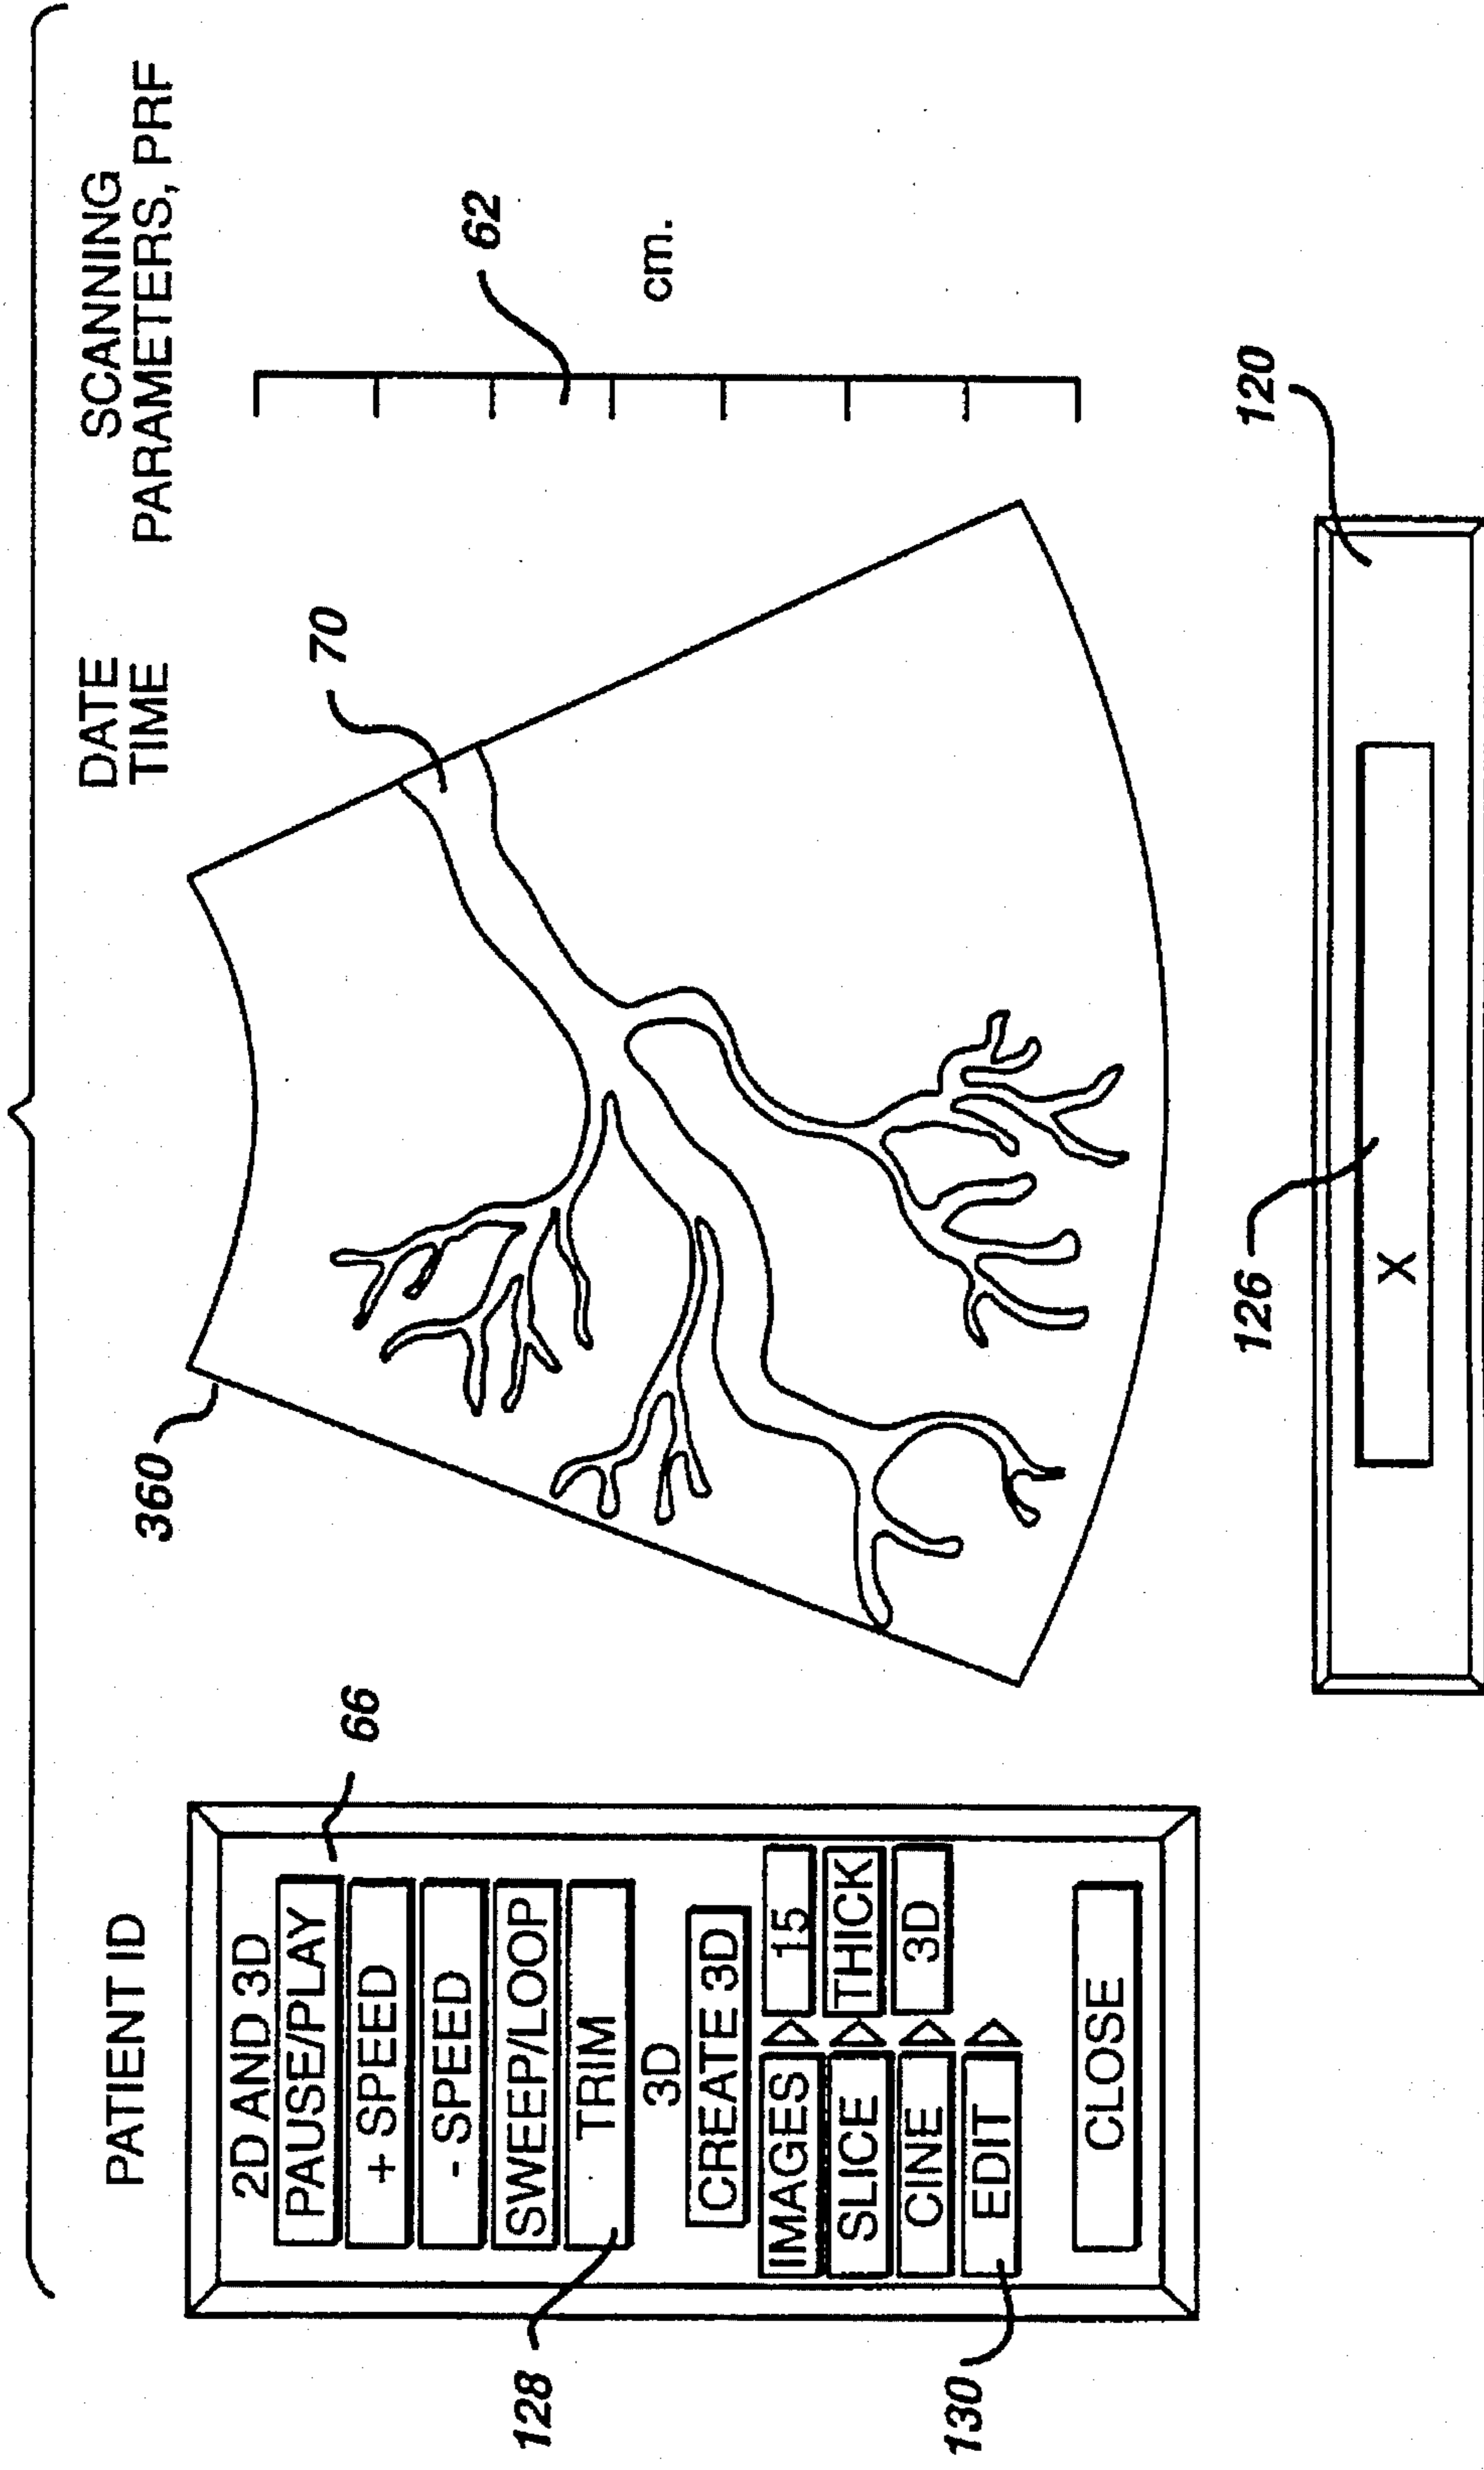 PATIENT ID
DATE
TIME
SCANNING
PARAMETERS, PRF
2D AND 3D
PAUSE/PLAY
+ SPEED
- SPEED
SWEEP/LOOP
TRIM
3D
CREATE 3D
IMAGES 15
SLICE THICK
CINE 3D
EDIT
CLOSE
66
128
130
360
70
62
cm.
126
X
120